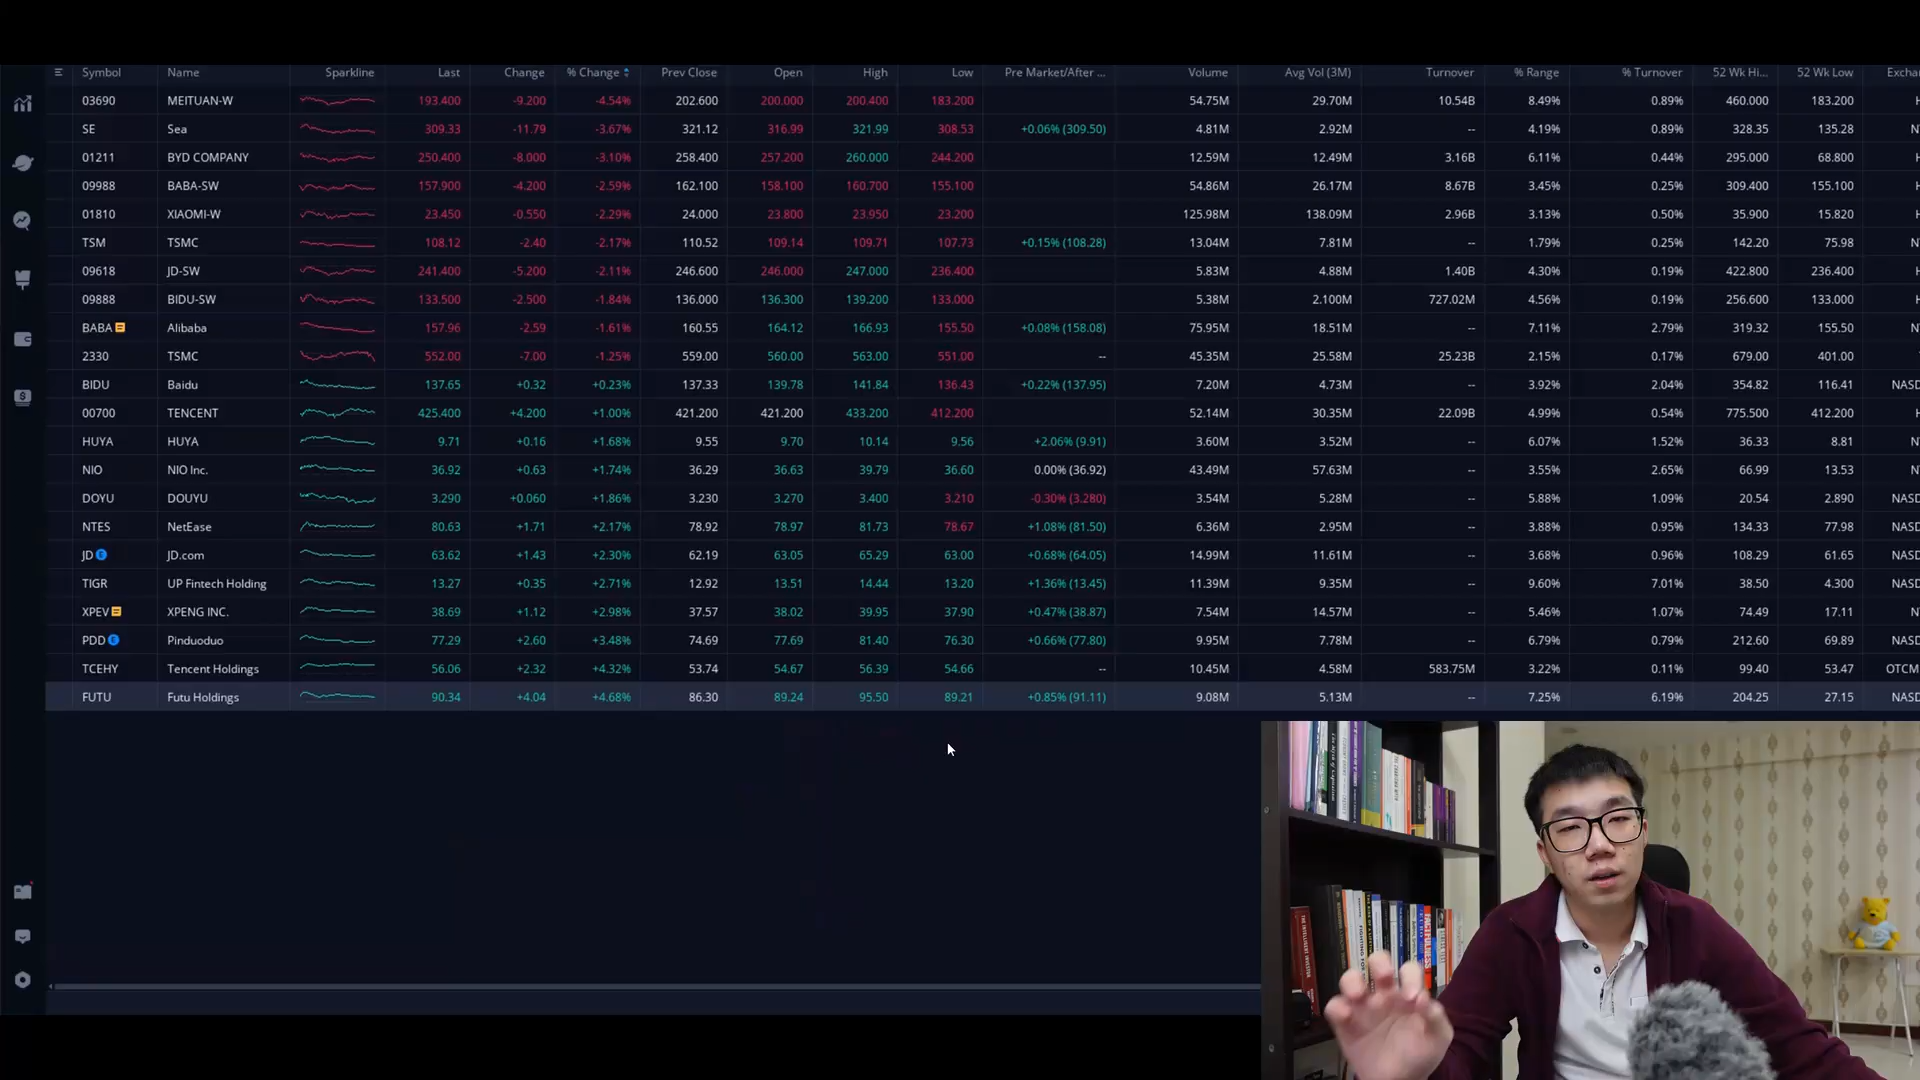 Symbol Name Sparkline Last Change % Change Prev Close Open High Low Pre Market/After ... Volume Avg Vol (3M) Turnover % Range % Turnover 52 Wk Hi... 52 Wk Low Excha
03690 MEITUAN-W 193.400 -9.200 -4.54% 202.600 200.000 200.400 183.200 54.75M 29.70M 10.54B 8.49% 0.89% 460.000 183.200
SE Sea 309.33 -11.79 -3.67% 321.12 316.99 321.99 308.53 +0.06% (309.50) 4.81M 2.92M -- 4.19% 0.89% 328.35 135.28
01211 BYD COMPANY 250.400 -8.000 -3.10% 258.400 257.200 260.000 244.200 12.59M 12.49M 3.16B 6.11% 0.44% 295.000 68.800
09988 BABA-SW 157.900 -4.200 -2.59% 162.100 158.100 160.700 155.100 54.86M 26.17M 8.67B 3.45% 0.25% 309.400 155.100
01810 XIAOMI-W 23.450 -0.550 -2.29% 24.000 23.800 23.950 23.200 125.98M 138.09M 2.96B 3.13% 0.50% 35.900 15.820
TSM TSMC 108.12 -2.40 -2.17% 110.52 109.14 109.71 107.73 +0.15% (108.28) 13.04M 7.81M -- 1.79% 0.25% 142.20 75.98
09618 JD-SW 241.400 -5.200 -2.11% 246.600 246.000 247.000 236.400 5.83M 4.88M 1.40B 4.30% 0.19% 422.800 236.400
09888 BIDU-SW 133.500 -2.500 -1.84% 136.000 136.300 139.200 133.000 5.38M 2.100M 727.02M 4.56% 0.19% 256.600 133.000
BABA Alibaba 157.96 -2.59 -1.61% 160.55 164.12 166.93 155.50 +0.08% (158.08) 75.95M 18.51M -- 7.11% 2.79% 319.32 155.50
2330 TSMC 552.00 -7.00 -1.25% 559.00 560.00 563.00 551.00 -- 45.35M 25.58M 25.23B 2.15% 0.17% 679.00 401.00
BIDU Baidu 137.65 +0.32 +0.23% 137.33 139.78 141.84 136.43 +0.22% (137.95) 7.20M 4.73M -- 3.92% 2.04% 354.82 116.41 NASD
00700 TENCENT 425.400 +4.200 +1.00% 421.200 421.200 433.200 412.200 52.14M 30.35M 22.09B 4.99% 0.54% 775.500 412.200
HUYA HUYA 9.71 +0.16 +1.68% 9.55 9.70 10.14 9.56 +2.06% (9.91) 3.60M 3.52M -- 6.07% 1.52% 36.33 8.81
NIO NIO Inc. 36.92 +0.63 +1.74% 36.29 36.63 39.79 36.60 0.00% (36.92) 43.49M 57.63M -- 3.55% 2.65% 66.99 13.53
DOYU DOUYU 3.290 +0.060 +1.86% 3.230 3.270 3.400 3.210 -0.30% (3.280) 3.54M 5.28M -- 5.88% 1.09% 20.54 2.890 NASD
NTES NetEase 80.63 +1.71 +2.17% 78.92 78.97 81.73 78.67 +1.08% (81.50) 6.36M 2.95M -- 3.88% 0.95% 134.33 77.98 NASD
JD E JD.com 63.62 +1.43 +2.30% 62.19 63.05 65.29 63.00 +0.68% (64.05) 14.99M 11.61M -- 3.68% 0.96% 108.29 61.65 NASD
TIGR UP Fintech Holding 13.27 +0.35 +2.71% 12.92 13.51 14.44 13.20 +1.36% (13.45) 11.39M 9.35M -- 9.60% 7.01% 38.50 4.300 NASD
XPEV XPENG INC. 38.69 +1.12 +2.98% 37.57 38.02 39.95 37.90 +0.47% (38.87) 7.54M 14.57M -- 5.46% 1.07% 74.49 17.11
PDD E Pinduoduo 77.29 +2.60 +3.48% 74.69 77.69 81.40 76.30 +0.66% (77.80) 9.95M 7.78M -- 6.79% 0.79% 212.60 69.89 NASD
TCEHY Tencent Holdings 56.06 +2.32 +4.32% 53.74 54.67 56.39 54.66 -- 10.45M 4.58M 583.75M 3.22% 0.11% 99.40 53.47 OTCM
FUTU Futu Holdings 90.34 +4.04 +4.68% 86.30 89.24 95.50 89.21 +0.85% (91.11) 9.08M 5.13M -- 7.25% 6.19% 204.25 27.15 NASD
THE INTELLIGENT INVESTOR
FACTFULNESS